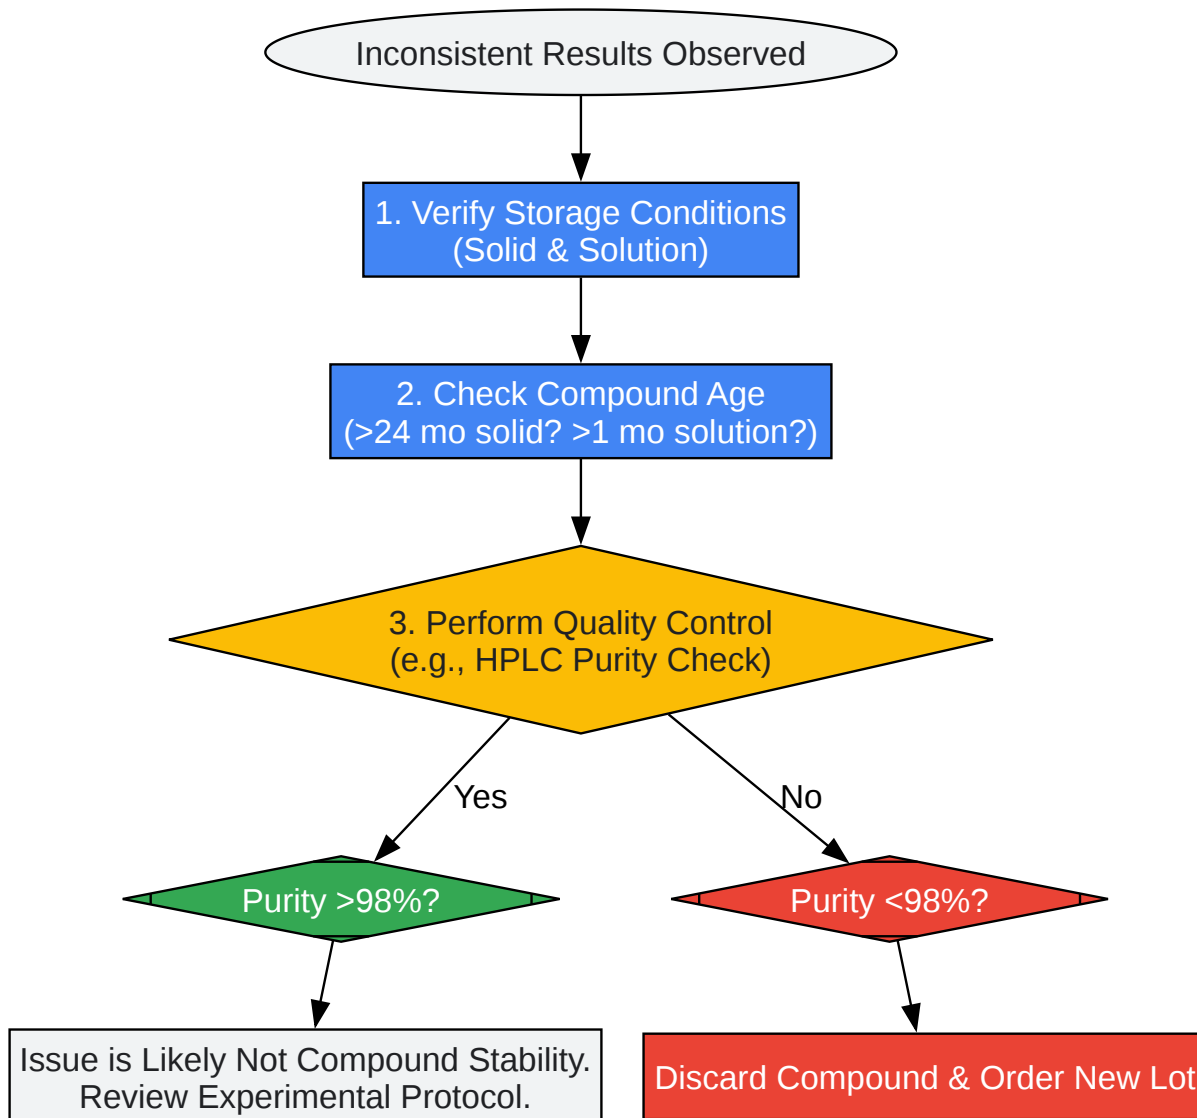 Inconsistent Results Observed
1. Verify Storage Conditions
(Solid & Solution)
2. Check Compound Age
(>24 mo solid? >1 mo solution?)
3. Perform Quality Control
(e.g., HPLC Purity Check)
Yes
No
Purity >98%?
Purity <98%?
Issue is Likely Not Compound Stability.
Review Experimental Protocol.
Discard Compound & Order New Lot